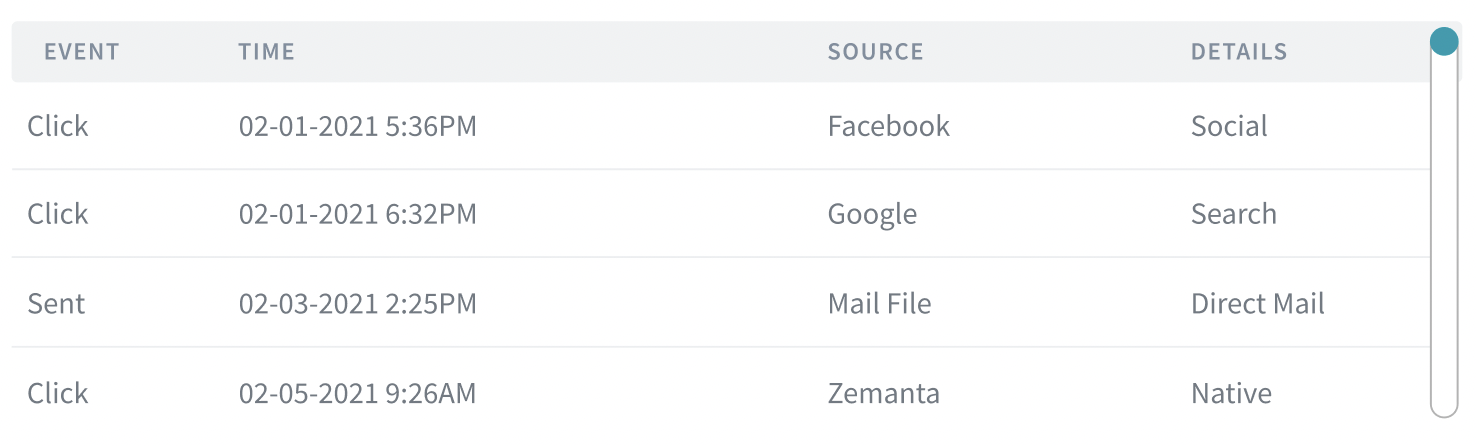 EVENT TIME SOURCE DETAILS
Click 02-01-2021 5:36PM Facebook Social
Click 02-01-2021 6:32PM Google Search
Sent 02-03-2021 2:25PM Mail File Direct Mail
Click 02-05-2021 9:26AM Zemanta Native